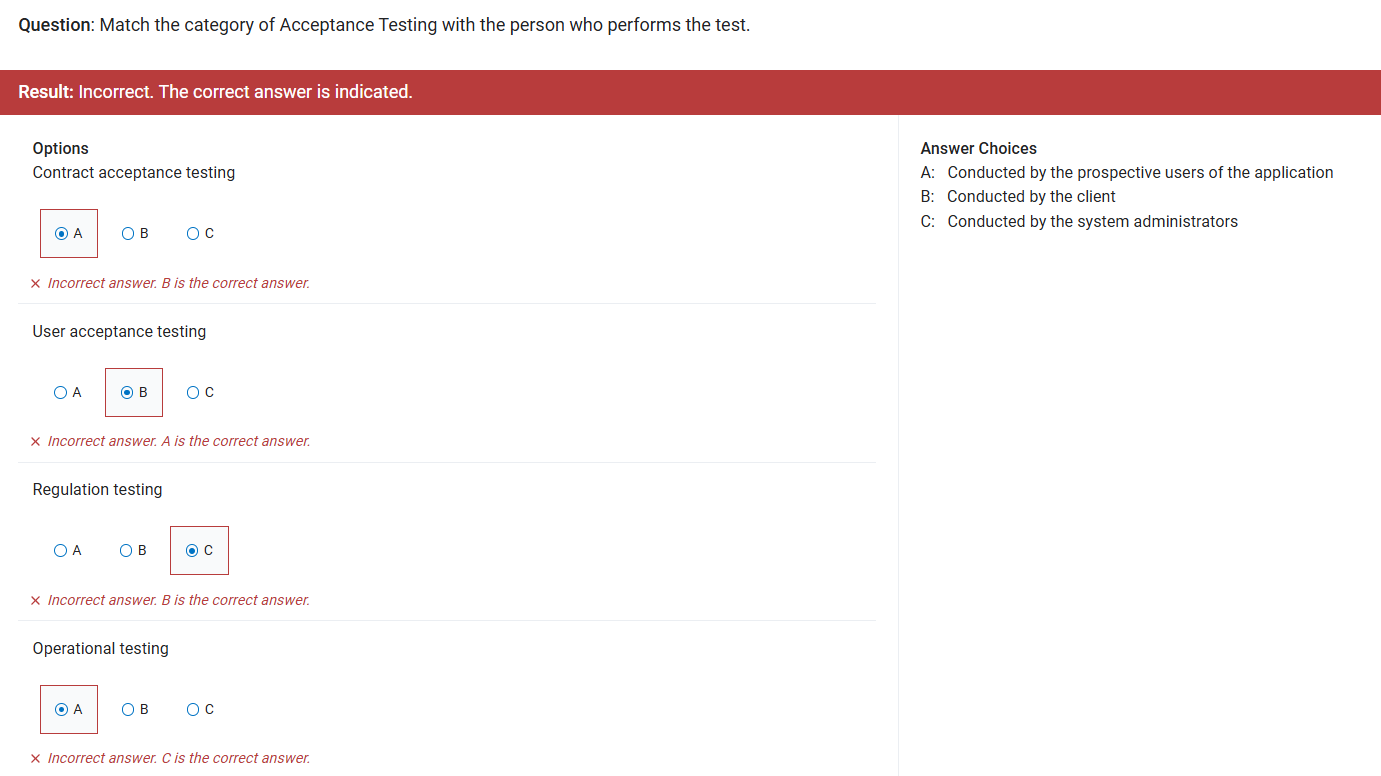 Question: Match the category of Acceptance Testing with the person who performs the test.
Result: Incorrect. The correct answer is indicated.
Options
Contract acceptance testing
A B C
× Incorrect answer. B is the correct answer.
User acceptance testing
A B C
× Incorrect answer. A is the correct answer.
Regulation testing
A B C
× Incorrect answer. B is the correct answer.
Operational testing
A B C
× Incorrect answer. C is the correct answer.
Answer Choices
A: Conducted by the prospective users of the application
B: Conducted by the client
C: Conducted by the system administrators